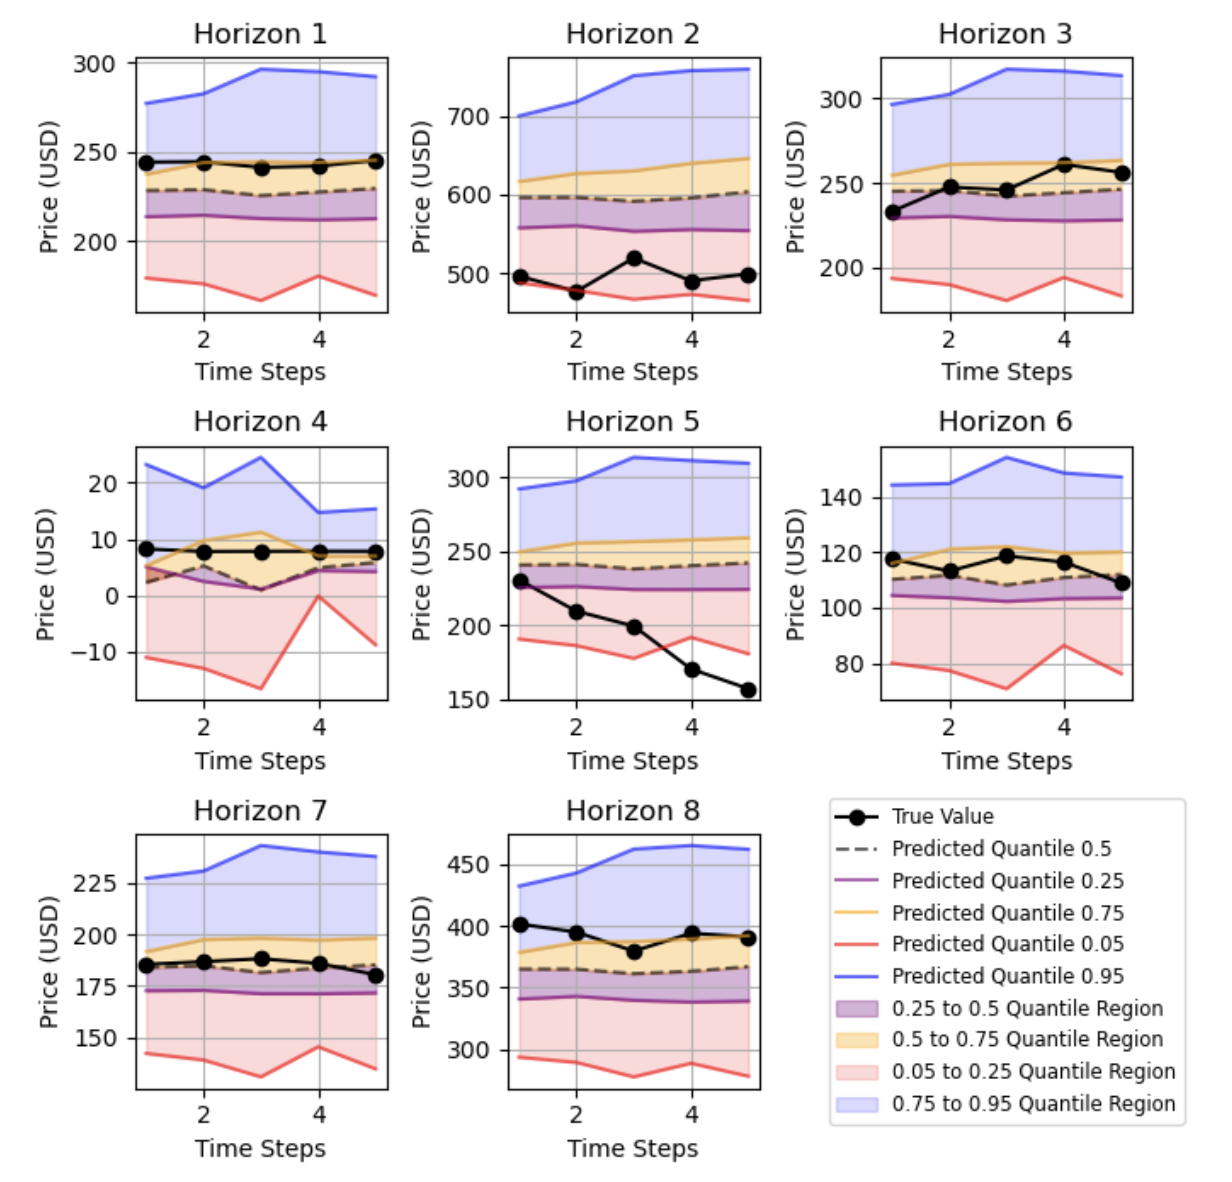 Horizon 1
Horizon 2
Horizon 3
300
250
200
Price (USD)
2
4
Time Steps
700
600
500
Price (USD)
2
4
Time Steps
300
250
200
Price (USD)
2
4
Time Steps
Horizon 4
Horizon 5
Horizon 6
20
10
0
−10
Price (USD)
2
4
Time Steps
300
250
200
150
Price (USD)
2
4
Time Steps
140
120
100
80
Price (USD)
2
4
Time Steps
Horizon 7
Horizon 8
225
200
175
150
Price (USD)
2
4
Time Steps
450
400
350
300
Price (USD)
2
4
Time Steps
True Value
Predicted Quantile 0.5
Predicted Quantile 0.25
Predicted Quantile 0.75
Predicted Quantile 0.05
Predicted Quantile 0.95
0.25 to 0.5 Quantile Region
0.5 to 0.75 Quantile Region
0.05 to 0.25 Quantile Region
0.75 to 0.95 Quantile Region